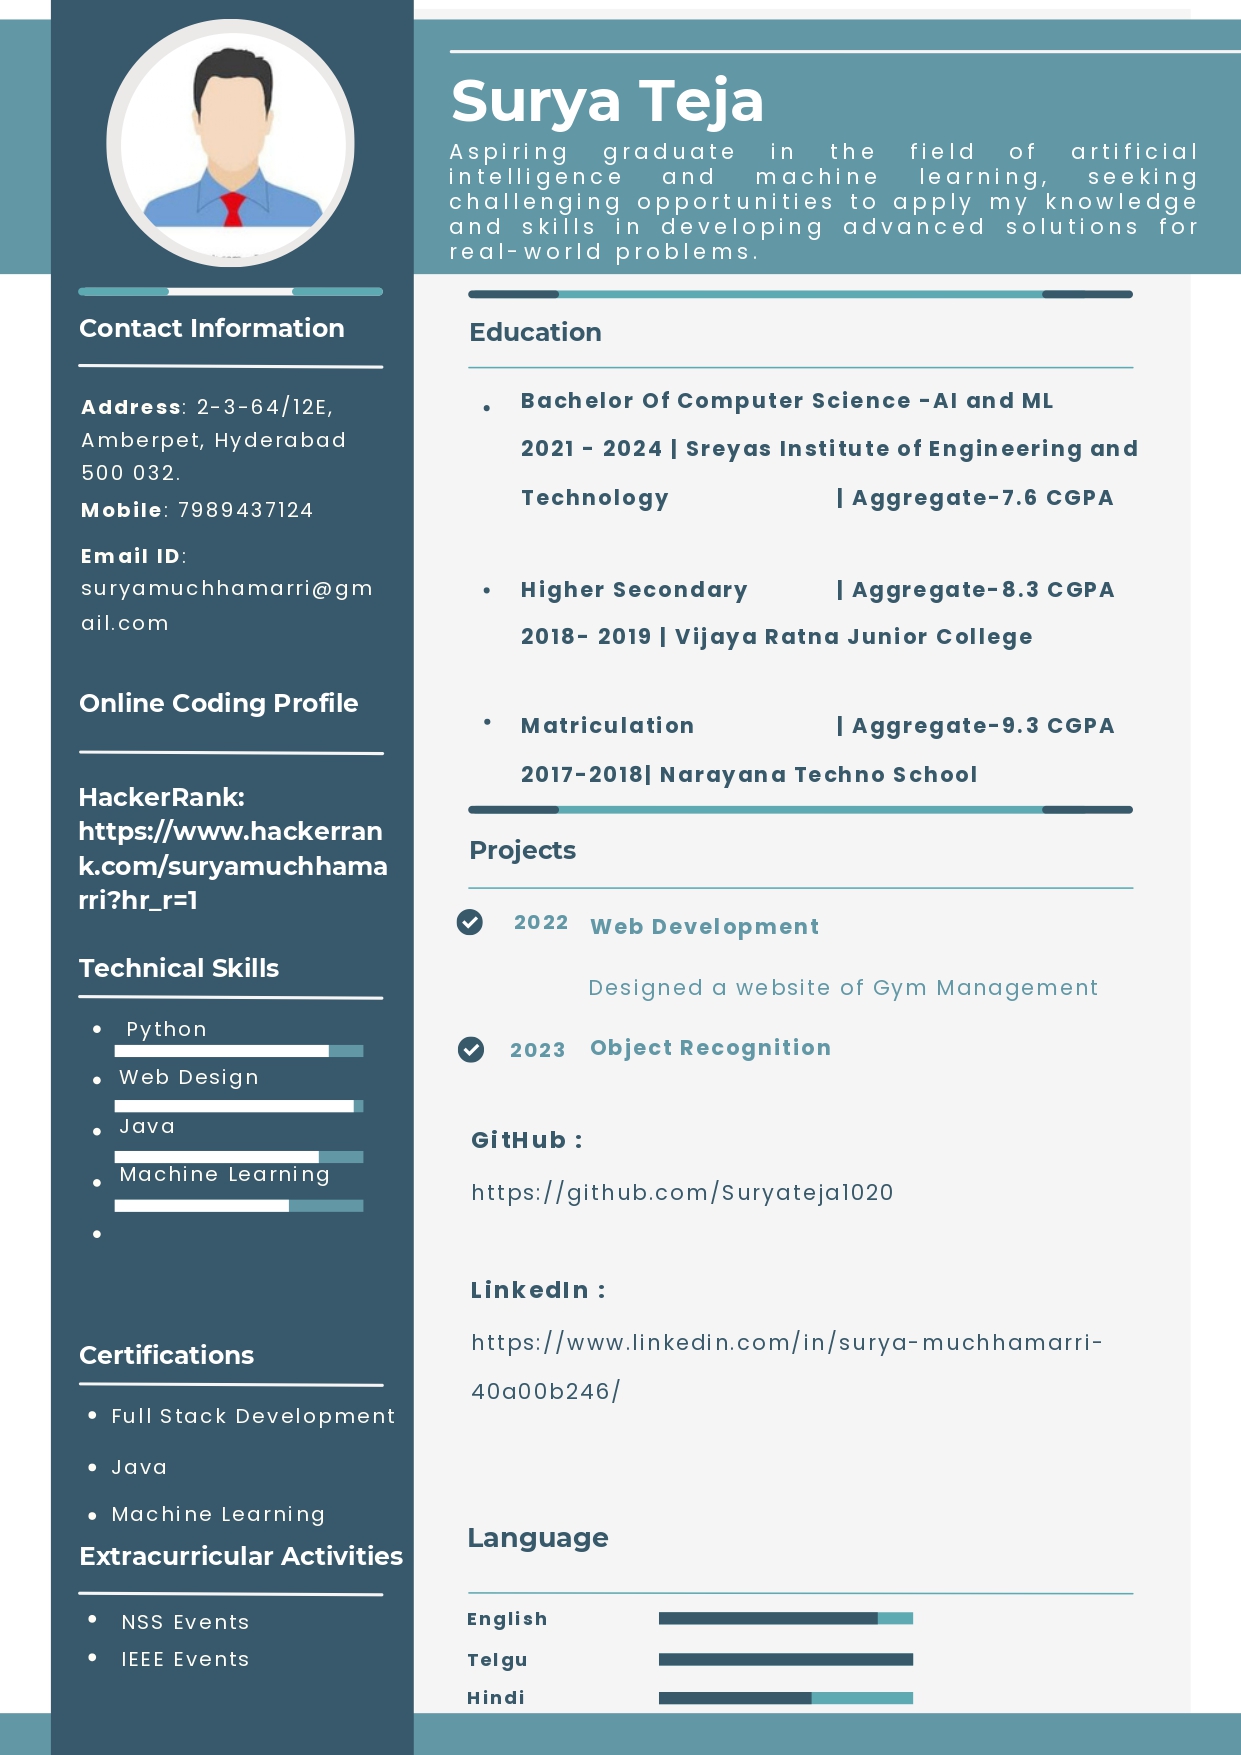 Surya Teja
Aspiring graduate in the field of artificial
intelligence and machine learning, seeking
challenging opportunities to apply my knowledge
and skills in developing advanced solutions for
real-world problems.
Contact Information
Address: 2-3-64/12E,
Amberpet, Hyderabad
500 032.
Mobile: 7989437124
Email ID:
suryamuchhamarri@gm
ail.com
Online Coding Profile
HackerRank:
https://www.hackerran
k.com/suryamuchhama
rri?hr_r=1
Technical Skills
• Python
• Web Design
• Java
• Machine Learning
•
Certifications
• Full Stack Development
• Java
• Machine Learning
Extracurricular Activities
• NSS Events
• IEEE Events
Education
• Bachelor Of Computer Science -AI and ML
2021 - 2024 | Sreyas Institute of Engineering and
Technology | Aggregate-7.6 CGPA
• Higher Secondary | Aggregate-8.3 CGPA
2018- 2019 | Vijaya Ratna Junior College
• Matriculation | Aggregate-9.3 CGPA
2017-2018| Narayana Techno School
Projects
2022 Web Development
Designed a website of Gym Management
2023 Object Recognition
GitHub :
https://github.com/Suryateja1020
LinkedIn :
https://www.linkedin.com/in/surya-muchhamarri-
40a00b246/
Language
English
Telgu
Hindi